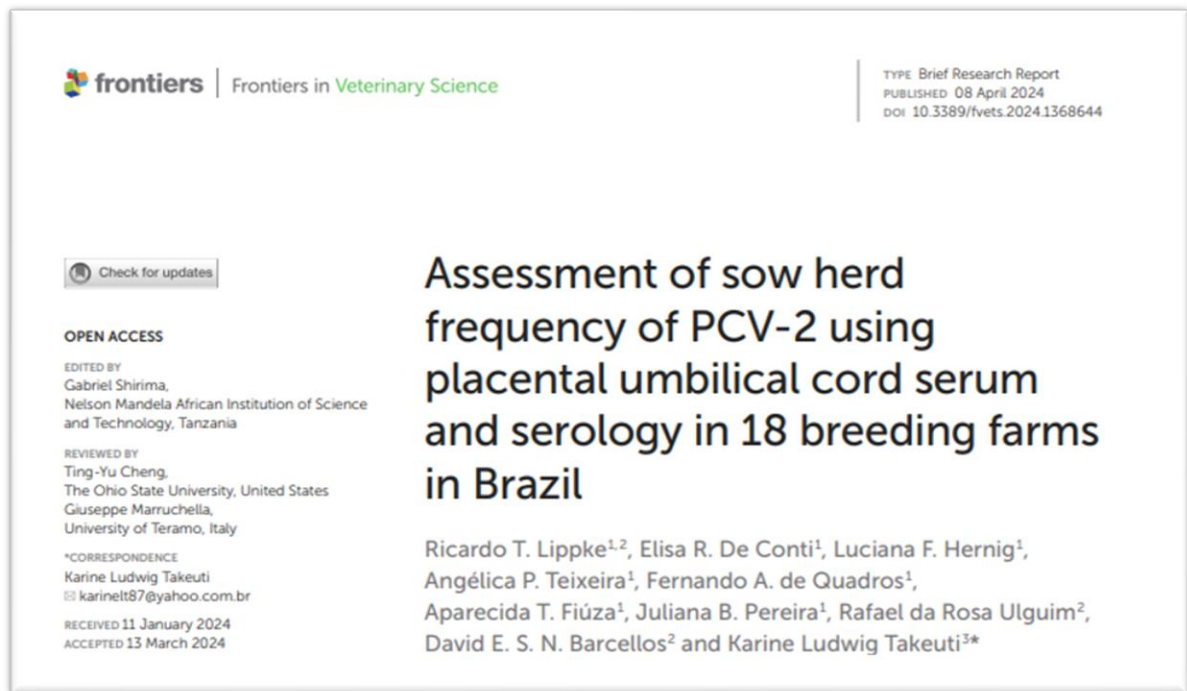 frontiers | Frontiers in Veterinary Science
TYPE Brief Research Report
PUBLISHED 08 April 2024
DOI 10.3389/fvets.2024.1368644
Check for updates
OPEN ACCESS
EDITED BY
Gabriel Shirima,
Nelson Mandela African Institution of Science
and Technology, Tanzania
REVIEWED BY
Ting-Yu Cheng,
The Ohio State University, United States
Giuseppe Marruchella,
University of Teramo, Italy
*CORRESPONDENCE
Karine Ludwig Takeuti
✉ karinelt87@yahoo.com.br
RECEIVED 11 January 2024
ACCEPTED 13 March 2024
Assessment of sow herd
frequency of PCV-2 using
placental umbilical cord serum
and serology in 18 breeding farms
in Brazil
Ricardo T. Lippke¹,², Elisa R. De Conti¹, Luciana F. Hernig¹,
Angélica P. Teixeira¹, Fernando A. de Quadros¹,
Aparecida T. Fiúza¹, Juliana B. Pereira¹, Rafael da Rosa Ulguim²,
David E. S. N. Barcellos² and Karine Ludwig Takeuti³*